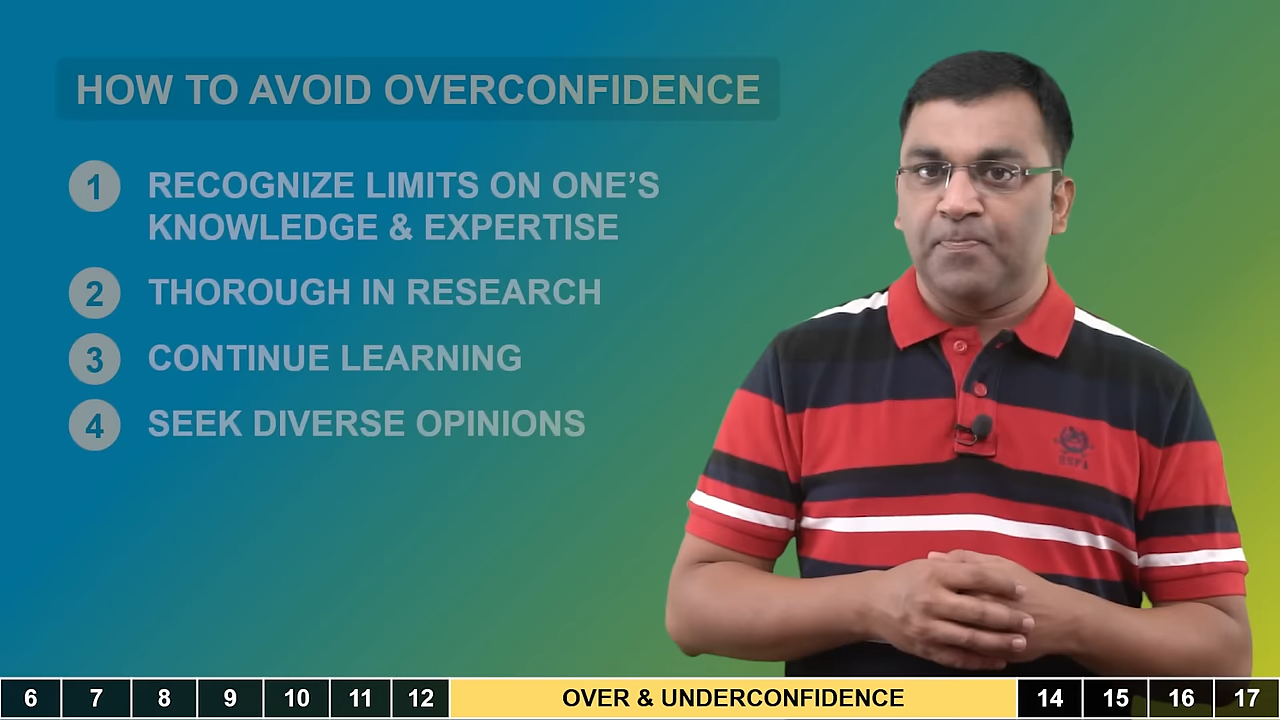 HOW TO AVOID OVERCONFIDENCE
1 RECOGNIZE LIMITS ON ONE’S
KNOWLEDGE & EXPERTISE
2 THOROUGH IN RESEARCH
3 CONTINUE LEARNING
4 SEEK DIVERSE OPINIONS
6 7 8 9 10 11 12 OVER & UNDERCONFIDENCE 14 15 16 17